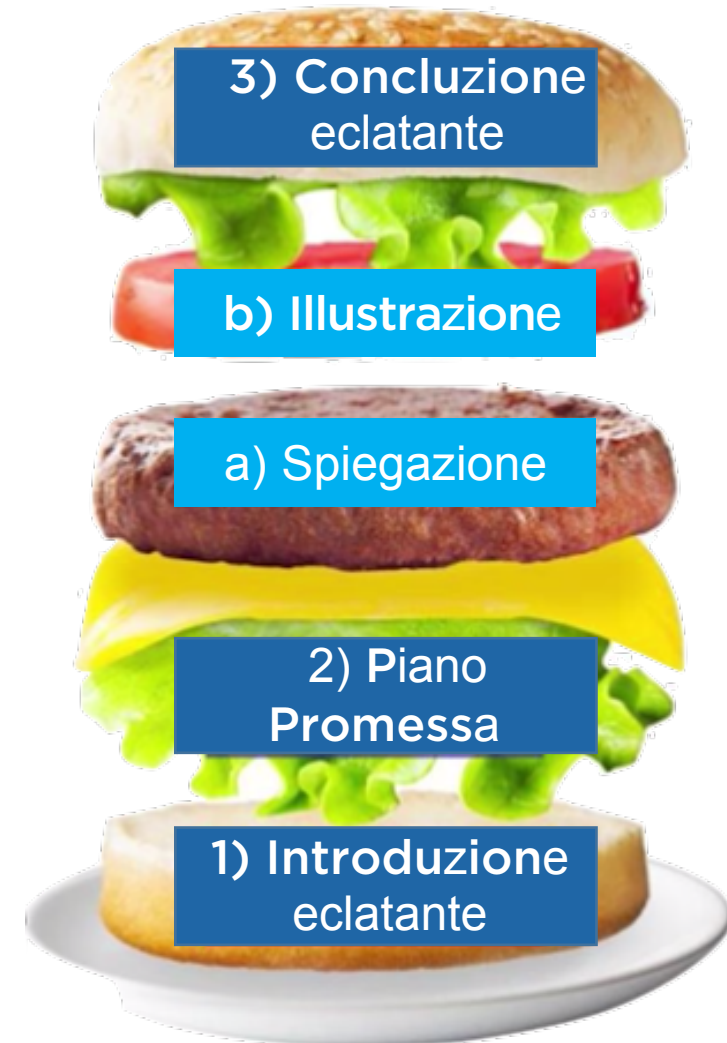 3) Concluzione
eclatante
b) Illustrazione
a) Spiegazione
2) Piano
Promessa
1) Introduzione
eclatante